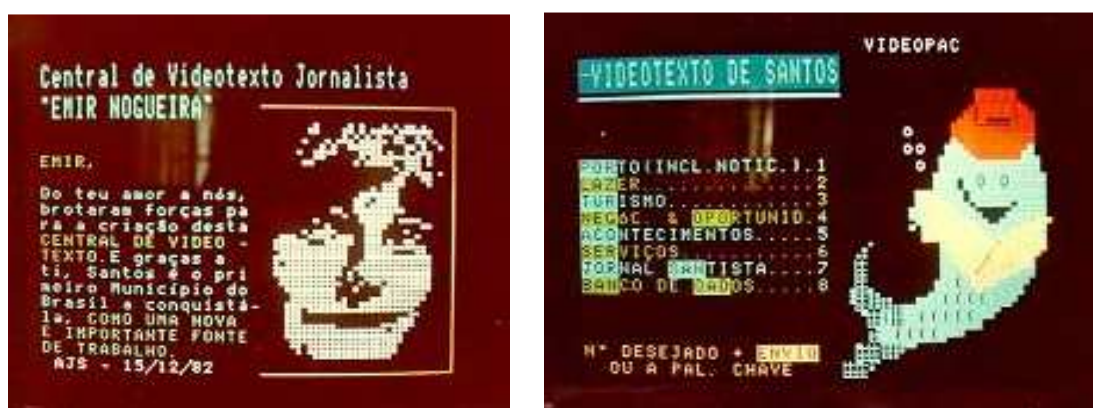 Central de Videotexto Jornalista
"EMIR NOGUEIRA"
EMIR,
Do teu amor a nós,
brotaram forças pa
ra a criação desta
CENTRAL DE VIDEO -
TEXTO.E graças a
ti, Santos é o pri
meiro Município do
Brasil a conquistá-
la, COMO UMA NOVA
E IMPORTANTE FONTE
DE TRABALHO.
AJS - 15/12/82
VIDEOPAC
-VIDEOTEXTO DE SANTOS
PORTO(INCL.NOTIC.).1
LAZER..............2
TURISMO............3
NEGÓC. & OPORTUNID.4
ACONTECIMENTOS.....5
SERVIÇOS...........6
JORNAL SANTISTA....7
BANCO DE DADOS.....8
Nº DESEJADO + ENVIO
OU A PAL. CHAVE